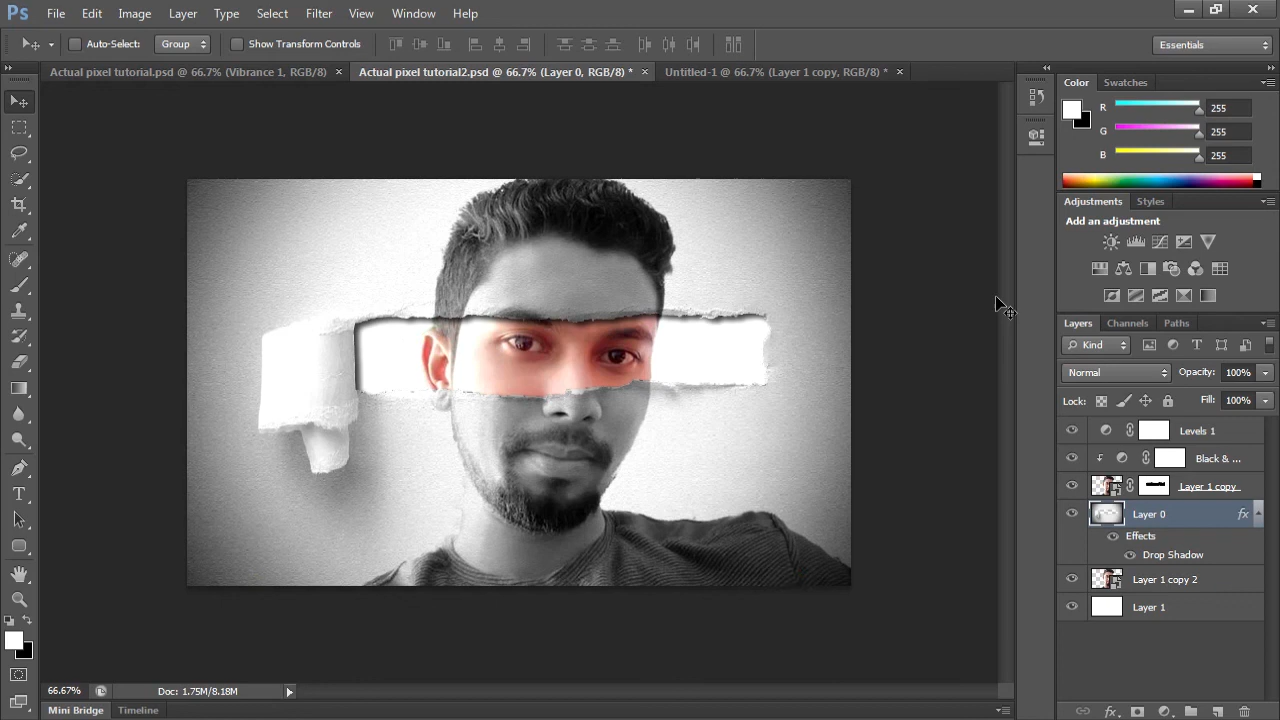 Ps File Edit Image Layer Type Select Filter View Window Help
Auto-Select: Group Show Transform Controls Essentials
Actual pixel tutorial.psd @ 66.7% (Vibrance 1, RGB/8) × Actual pixel tutorial2.psd @ 66.7% (Layer 0, RGB/8) * × Untitled-1 @ 66.7% (Layer 1 copy, RGB/8) * ×
Color Swatches
R 255
G 255
B 255
Adjustments Styles
Add an adjustment
Layers Channels Paths
Kind
Normal Opacity: 100%
Lock: Fill: 100%
Levels 1
Black & ...
Layer 1 copy
Layer 0 fx
Effects
Drop Shadow
Layer 1 copy 2
Layer 1
66.67% Doc: 1.75M/8.18M
Mini Bridge Timeline fx